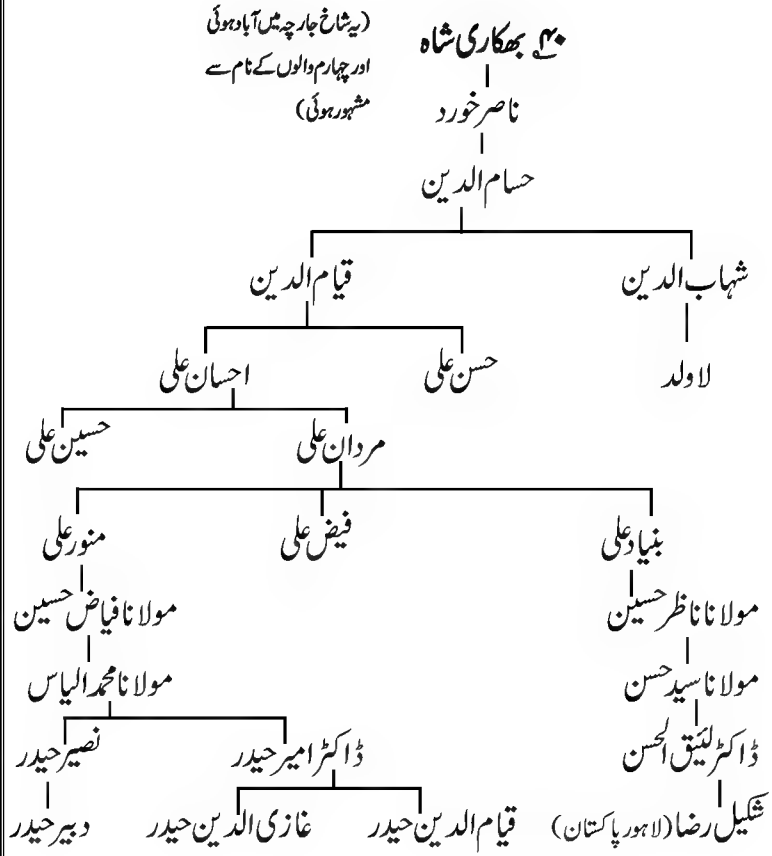 ۴۰؎ بھکاری شاہ
(یہ شاخ جارچہ میں آباد ہوئی
اور چہارم والوں کے نام سے
مشہور ہوئی)
ناصر خورد
حسام الدین
شہاب الدین
قیام الدین
لا ولد
حسن علی
احسان علی
مردان علی
حسین علی
بنیاد علی
فیض علی
منور علی
مولانا ناظر حسین
مولانا فیاض حسین
مولانا سید حسن
مولانا محمد الیاس
ڈاکٹر لئیق الحسن
ڈاکٹر امیر حیدر
نصیر حیدر
شکیل رضا (لاہور پاکستان)
قیام الدین حیدر
غازی الدین حیدر
دبیر حیدر